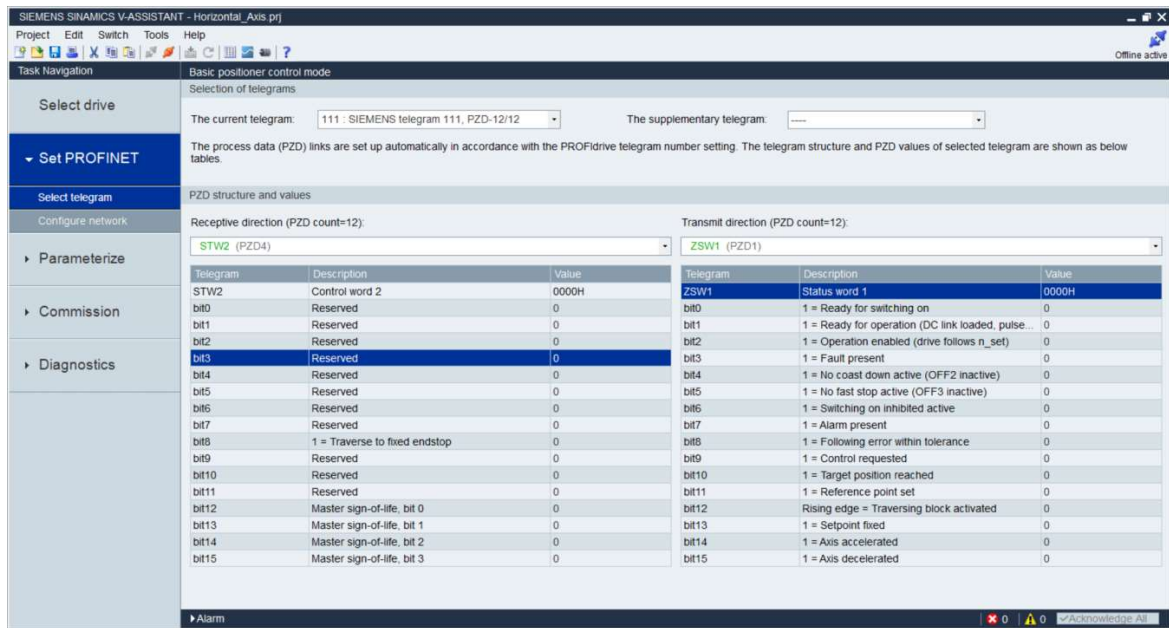 SIEMENS SINAMICS V-ASSISTANT - Horizontal_Axis.prj
Project Edit Switch Tools Help
Offline active
Task Navigation
Select drive
Set PROFINET
Select telegram
Configure network
Parameterize
Commission
Diagnostics
Basic positioner control mode
Selection of telegrams
The current telegram: 111 : SIEMENS telegram 111, PZD-12/12 The supplementary telegram: ----
The process data (PZD) links are set up automatically in accordance with the PROFIdrive telegram number setting. The telegram structure and PZD values of selected telegram are shown as below
tables.
PZD structure and values
Receptive direction (PZD count=12):
STW2 (PZD4)
Telegram Description Value
STW2 Control word 2 0000H
bit0 Reserved 0
bit1 Reserved 0
bit2 Reserved 0
bit3 Reserved 0
bit4 Reserved 0
bit5 Reserved 0
bit6 Reserved 0
bit7 Reserved 0
bit8 1 = Traverse to fixed endstop 0
bit9 Reserved 0
bit10 Reserved 0
bit11 Reserved 0
bit12 Master sign-of-life, bit 0 0
bit13 Master sign-of-life, bit 1 0
bit14 Master sign-of-life, bit 2 0
bit15 Master sign-of-life, bit 3 0
Transmit direction (PZD count=12):
ZSW1 (PZD1)
Telegram Description Value
ZSW1 Status word 1 0000H
bit0 1 = Ready for switching on 0
bit1 1 = Ready for operation (DC link loaded, pulse... 0
bit2 1 = Operation enabled (drive follows n_set) 0
bit3 1 = Fault present 0
bit4 1 = No coast down active (OFF2 inactive) 0
bit5 1 = No fast stop active (OFF3 inactive) 0
bit6 1 = Switching on inhibited active 0
bit7 1 = Alarm present 0
bit8 1 = Following error within tolerance 0
bit9 1 = Control requested 0
bit10 1 = Target position reached 0
bit11 1 = Reference point set 0
bit12 Rising edge = Traversing block activated 0
bit13 1 = Setpoint fixed 0
bit14 1 = Axis accelerated 0
bit15 1 = Axis decelerated 0
Alarm 0 0 Acknowledge All